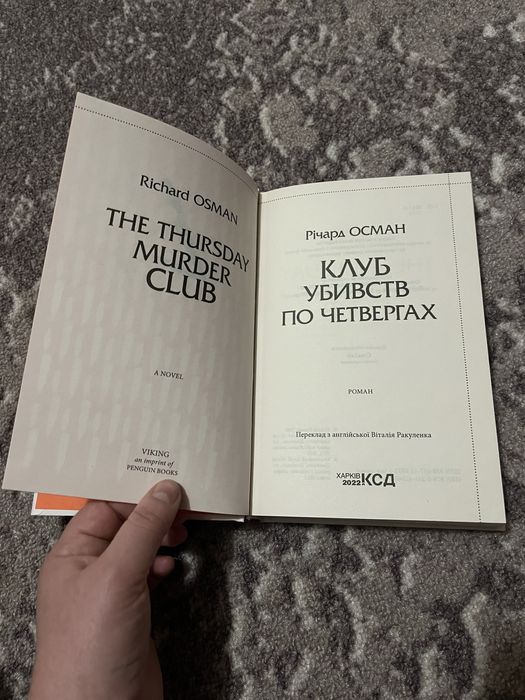 Richard OSMAN
THE THURSDAY
MURDER
CLUB
A NOVEL
VIKING
an imprint of
PENGUIN BOOKS
Річард ОСМАН
КЛУБ
УБИВСТВ
ПО ЧЕТВЕРГАХ
РОМАН
Переклад з англійської Віталія Ракуленка
ХАРКІВ
2022
КСД